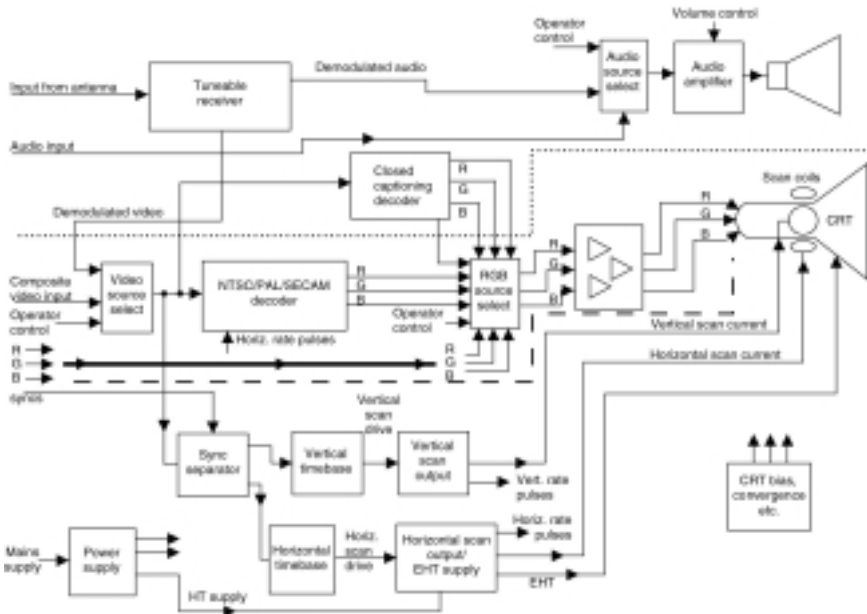 Volume control
Operator
control
Audio
source
select
Audio
amplifier
Demodulated audio
Tuneable
receiver
Input from antenna
Audio input
Closed
captioning
decoder
R
G
B
Scan coils
CRT
R
G
B
Demodulated video
Composite
video input
Operator
control
Video
source
select
NTSC/PAL/SECAM
decoder
R
G
B
RGB
source
select
R
G
B
Operator
control
Horiz. rate pulses
Vertical scan current
Horizontal scan current
R
G
B
R
G
B
syncs
Vertical
scan
drive
Sync
separator
Vertical
timebase
Vertical
scan
output
Vert. rate
pulses
CRT bias,
convergence
etc.
Mains
supply
Power
supply
Horizontal
timebase
Horiz.
scan
drive
Horizontal scan
output/
EHT supply
Horiz. rate
pulses
EHT
HT supply